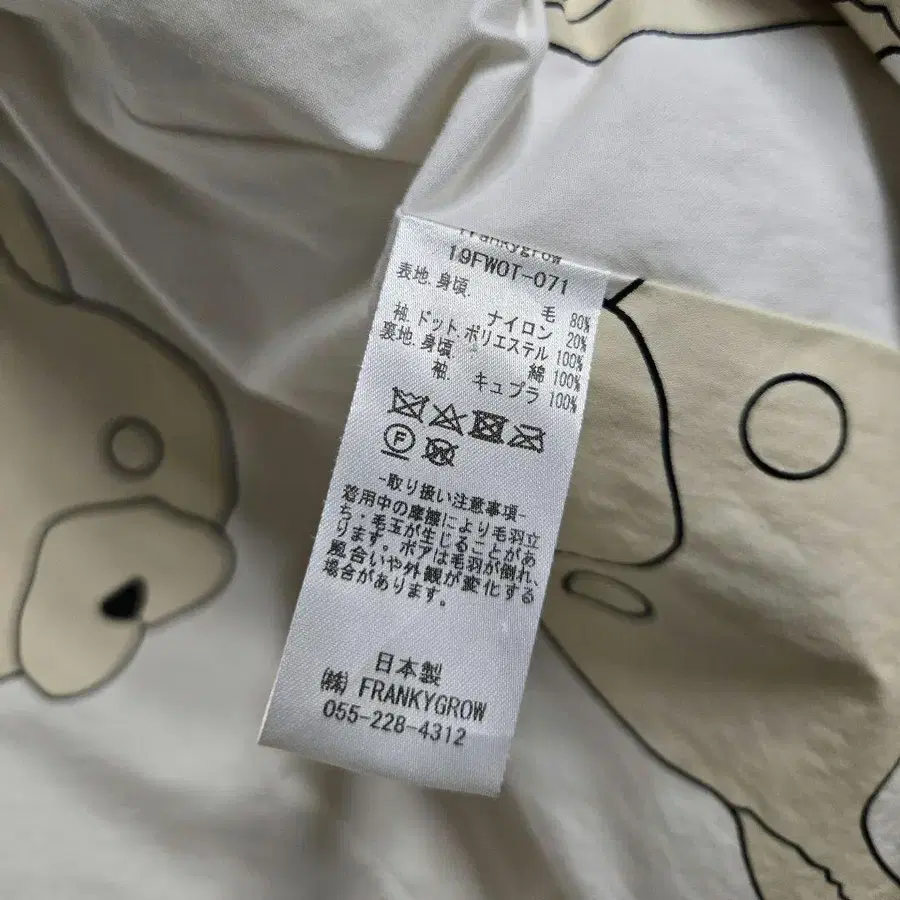 frankygrow
19FWOT-071
表地.身頃.
毛 80%
ナイロン 20%
袖.ドット ポリエステル 100%
裏地.身頃. 綿 100%
袖. キュプラ 100%
F
-取り扱い注意事項-
着用中の摩擦により毛羽立
ち・毛玉が生じることがあ
ります。ボアは毛羽が倒れ、
風合いや外観が変化する
場合があります。
日本製
㈱ FRANKYGROW
055-228-4312